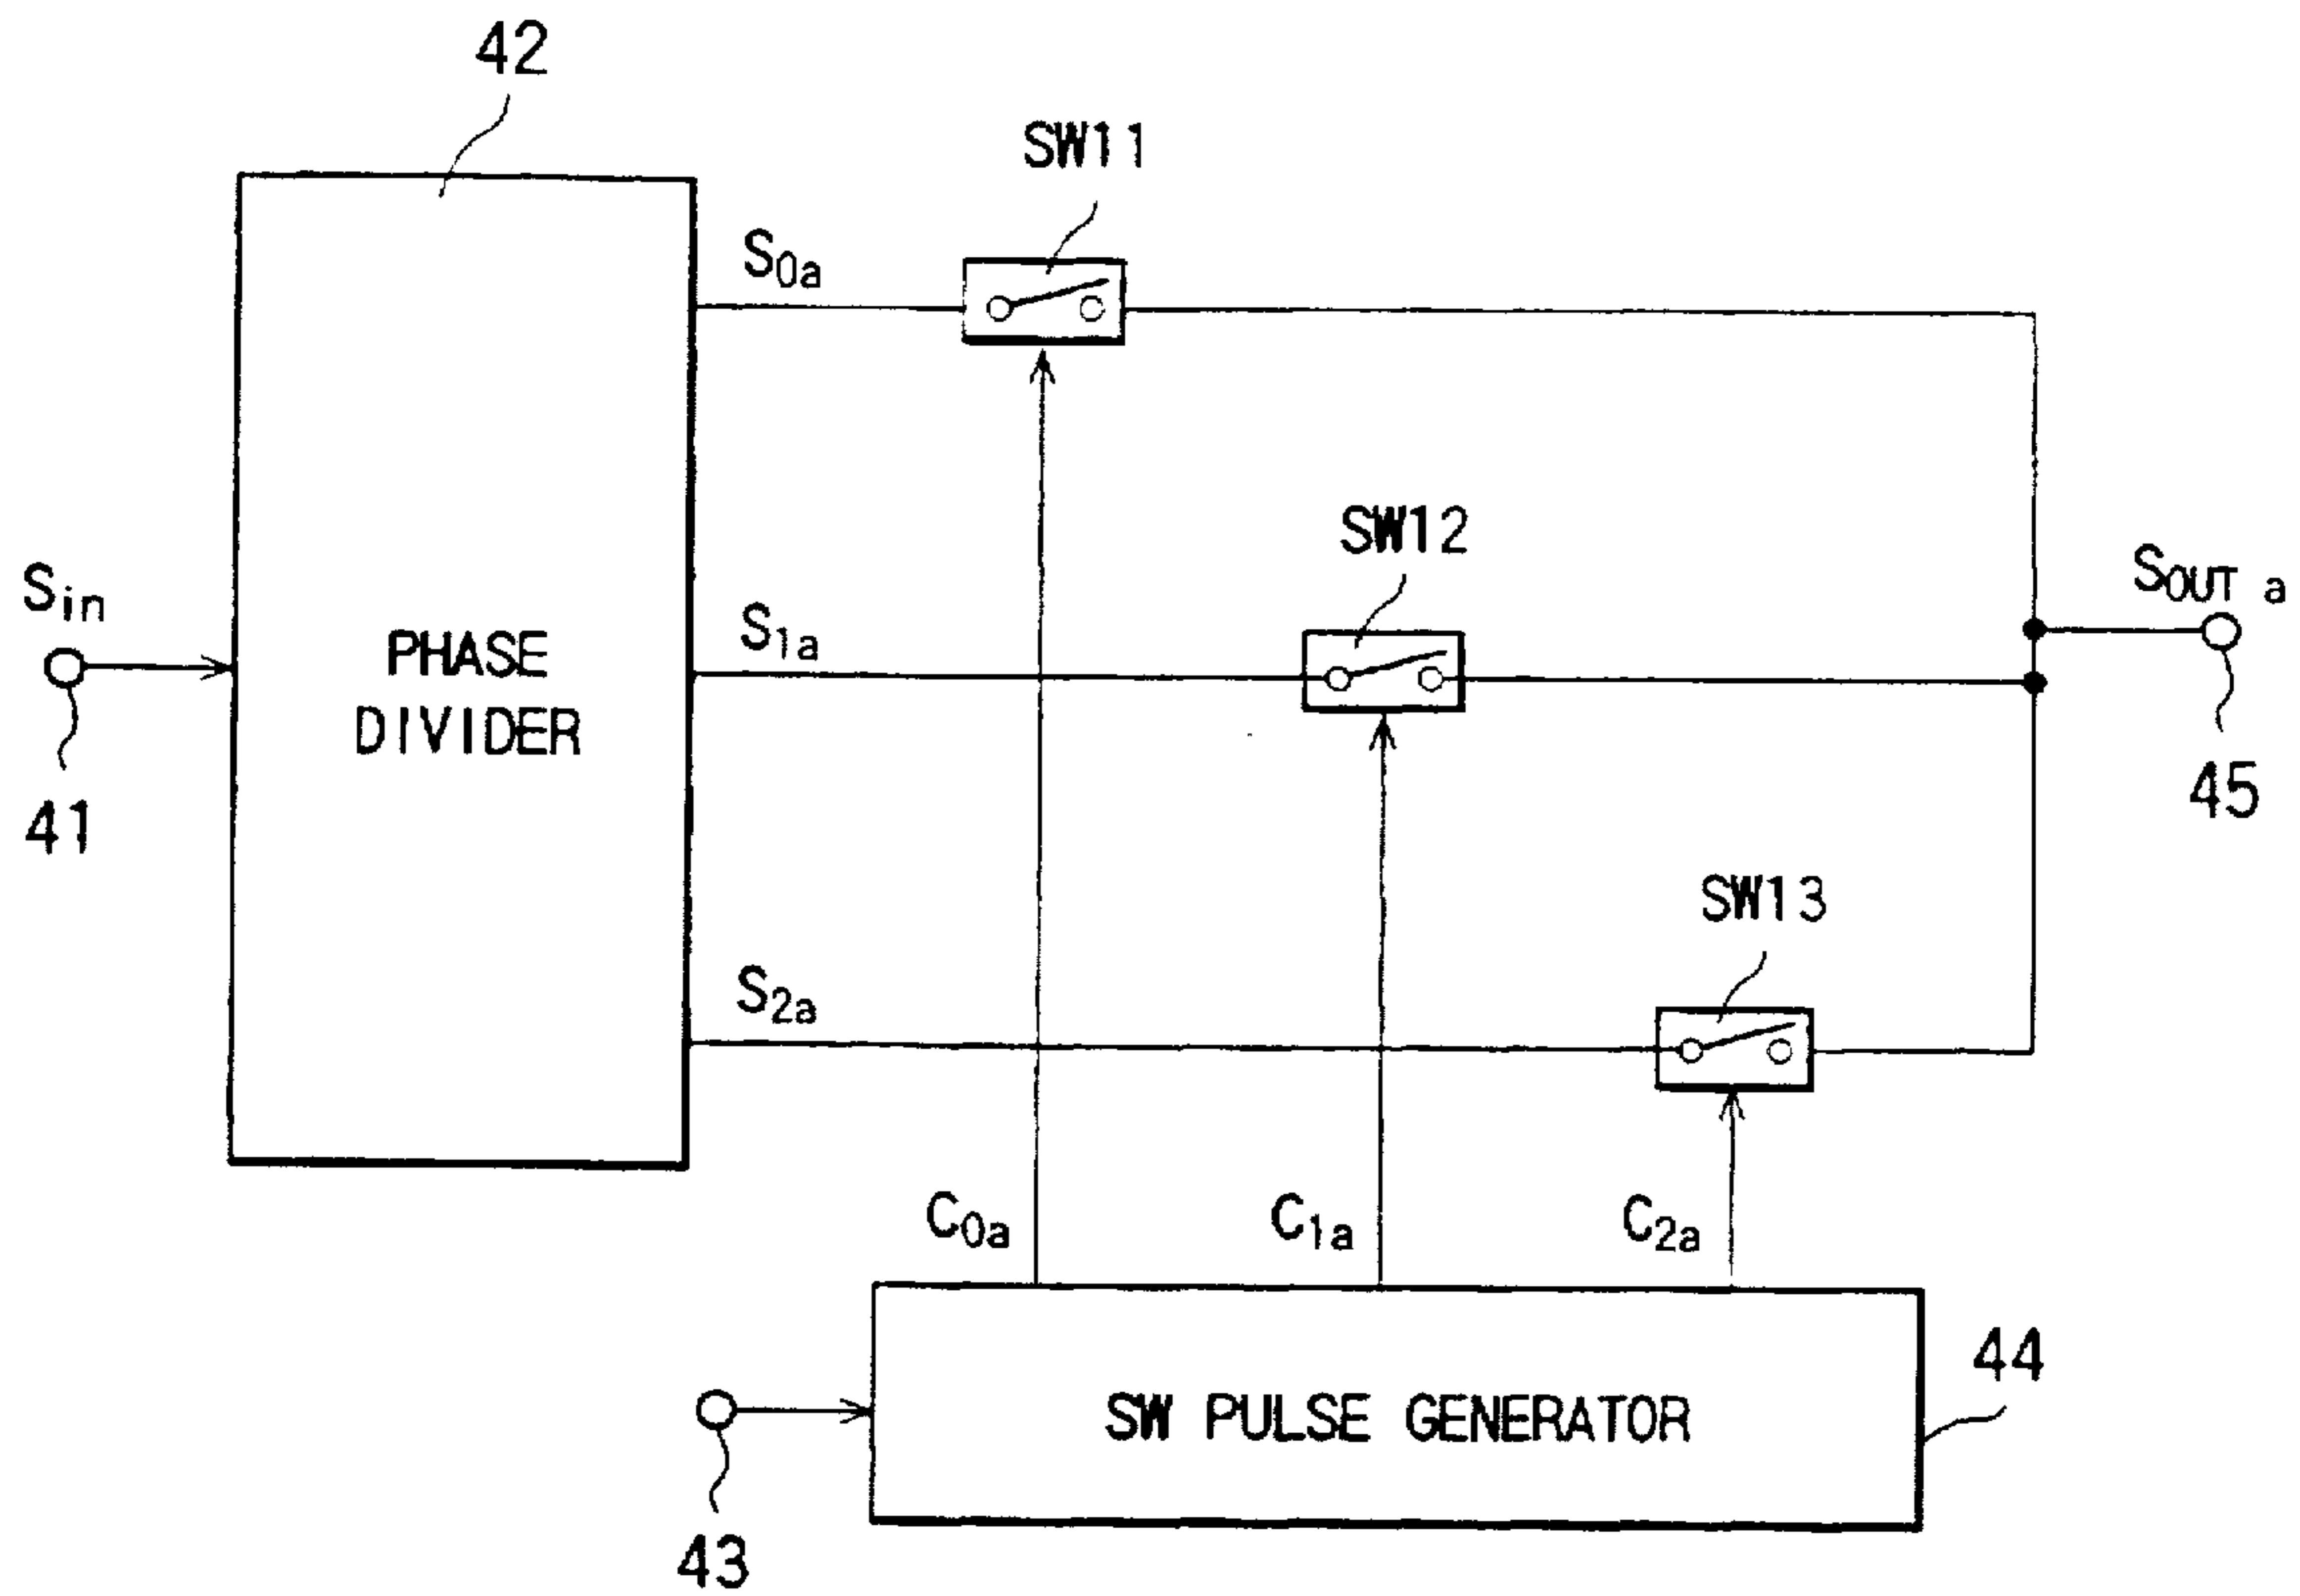 42
SW11
S0a
SW12
Sin
S1a
SOUT a
PHASE
DIVIDER
41
45
SW13
S2a
C0a
C1a
C2a
44
SW PULSE GENERATOR
43